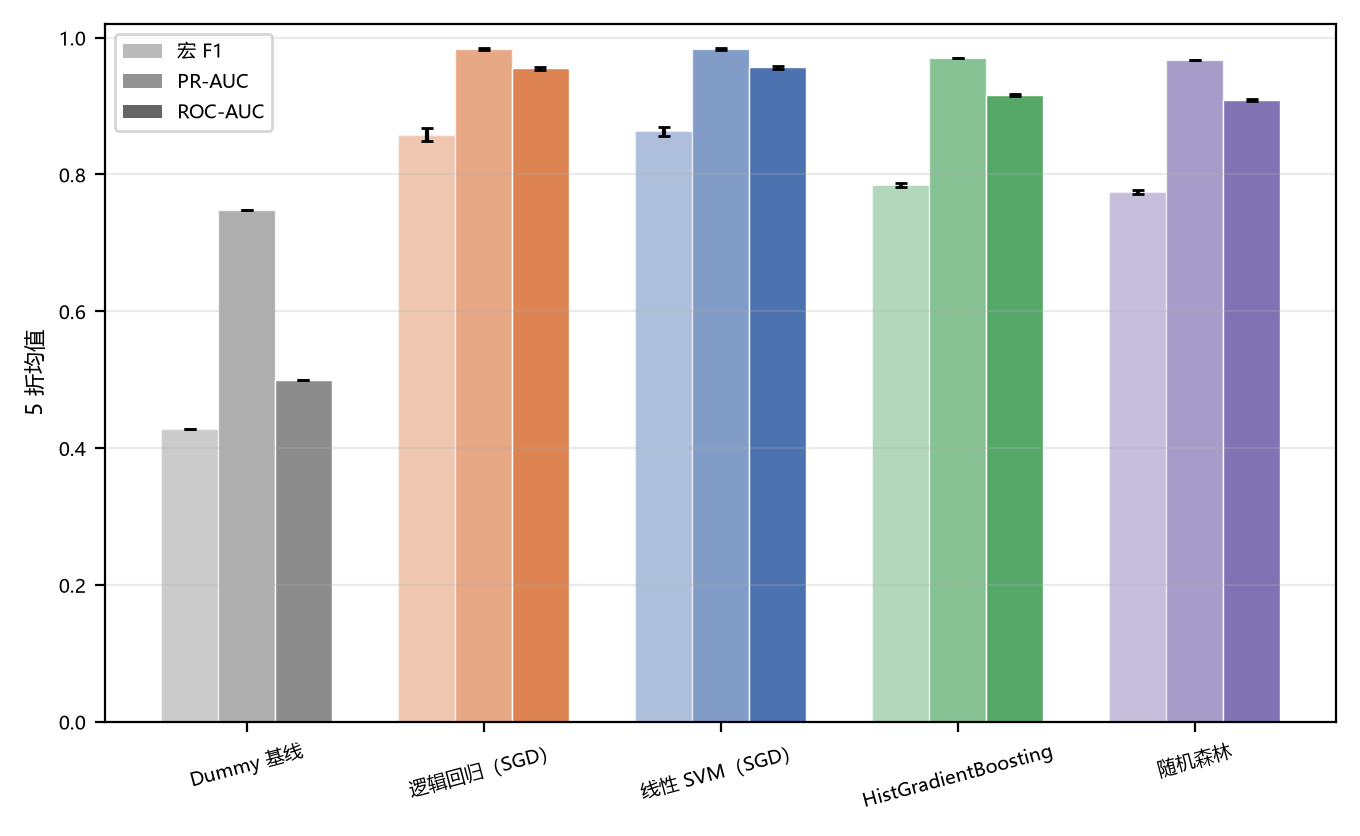 宏 F1
PR-AUC
ROC-AUC
1.0
0.8
0.6
0.4
0.2
0.0
5 折均值
Dummy 基线
逻辑回归（SGD）
线性 SVM（SGD）
HistGradientBoosting
随机森林